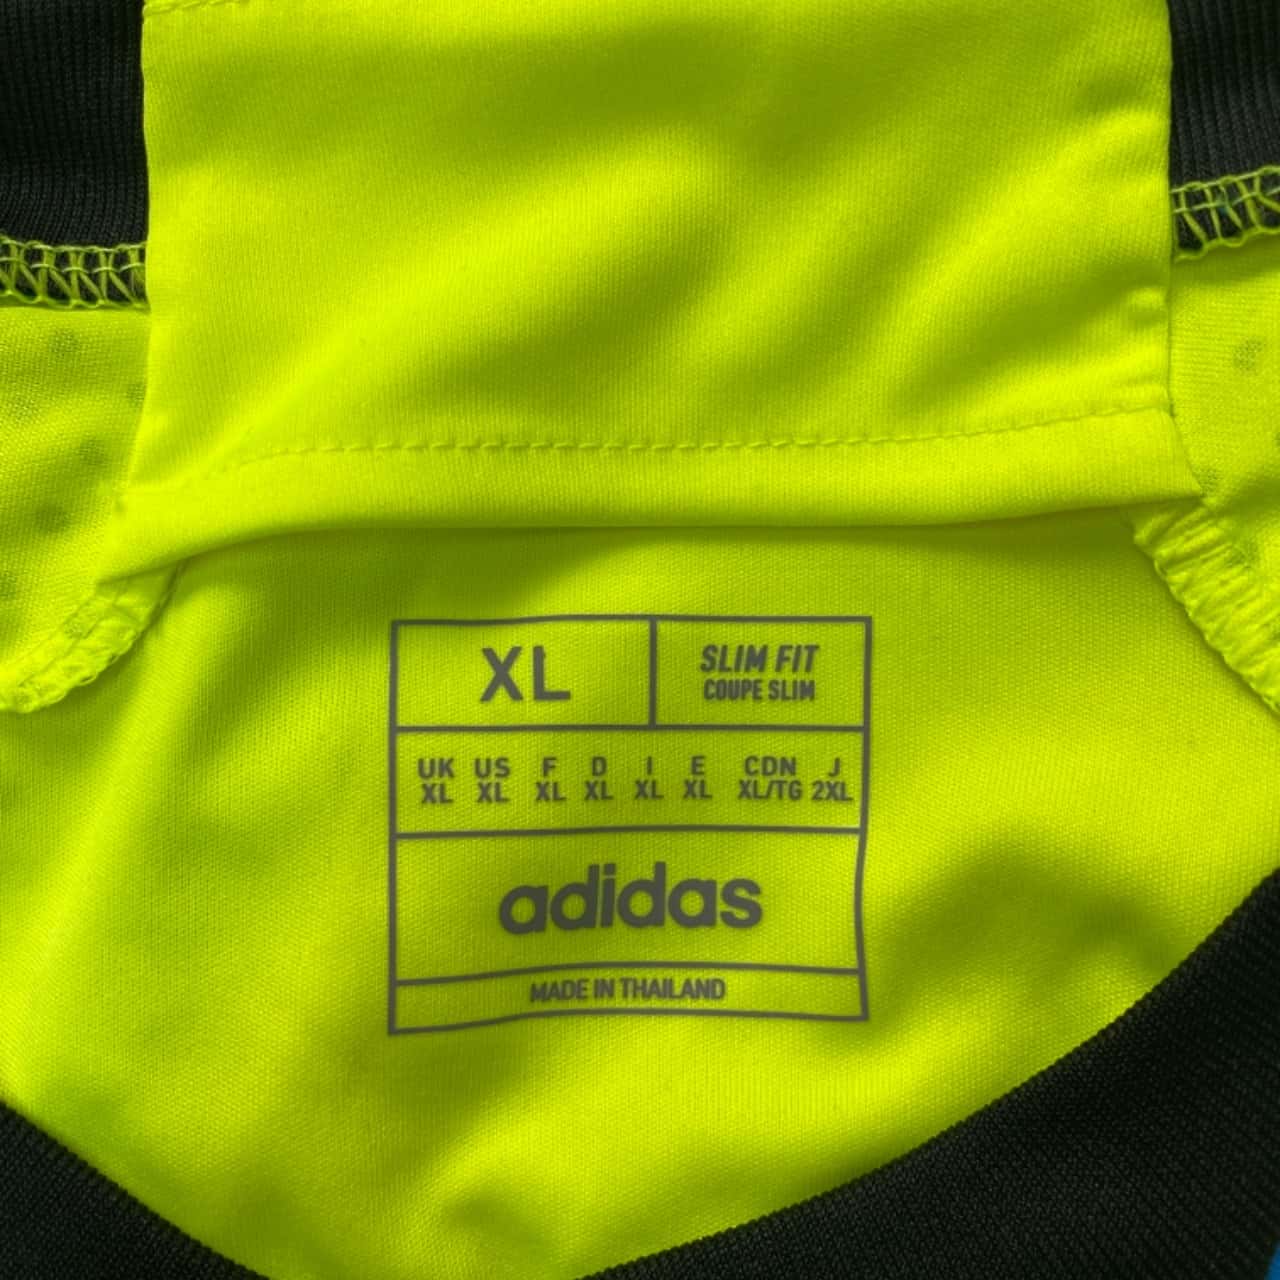 XL
SLIM FIT
COUPE SLIM
UK US F D I E CDN J
XL XL XL XL XL XL XL/TG 2XL
adidas
MADE IN THAILAND